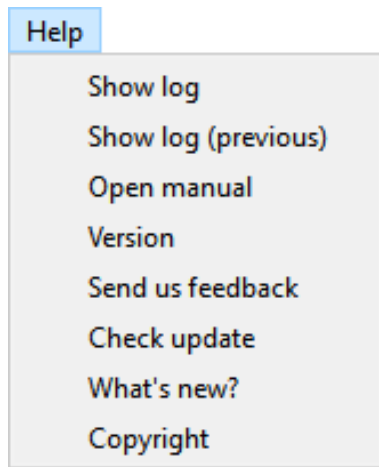 Help
Show log
Show log (previous)
Open manual
Version
Send us feedback
Check update
What's new?
Copyright